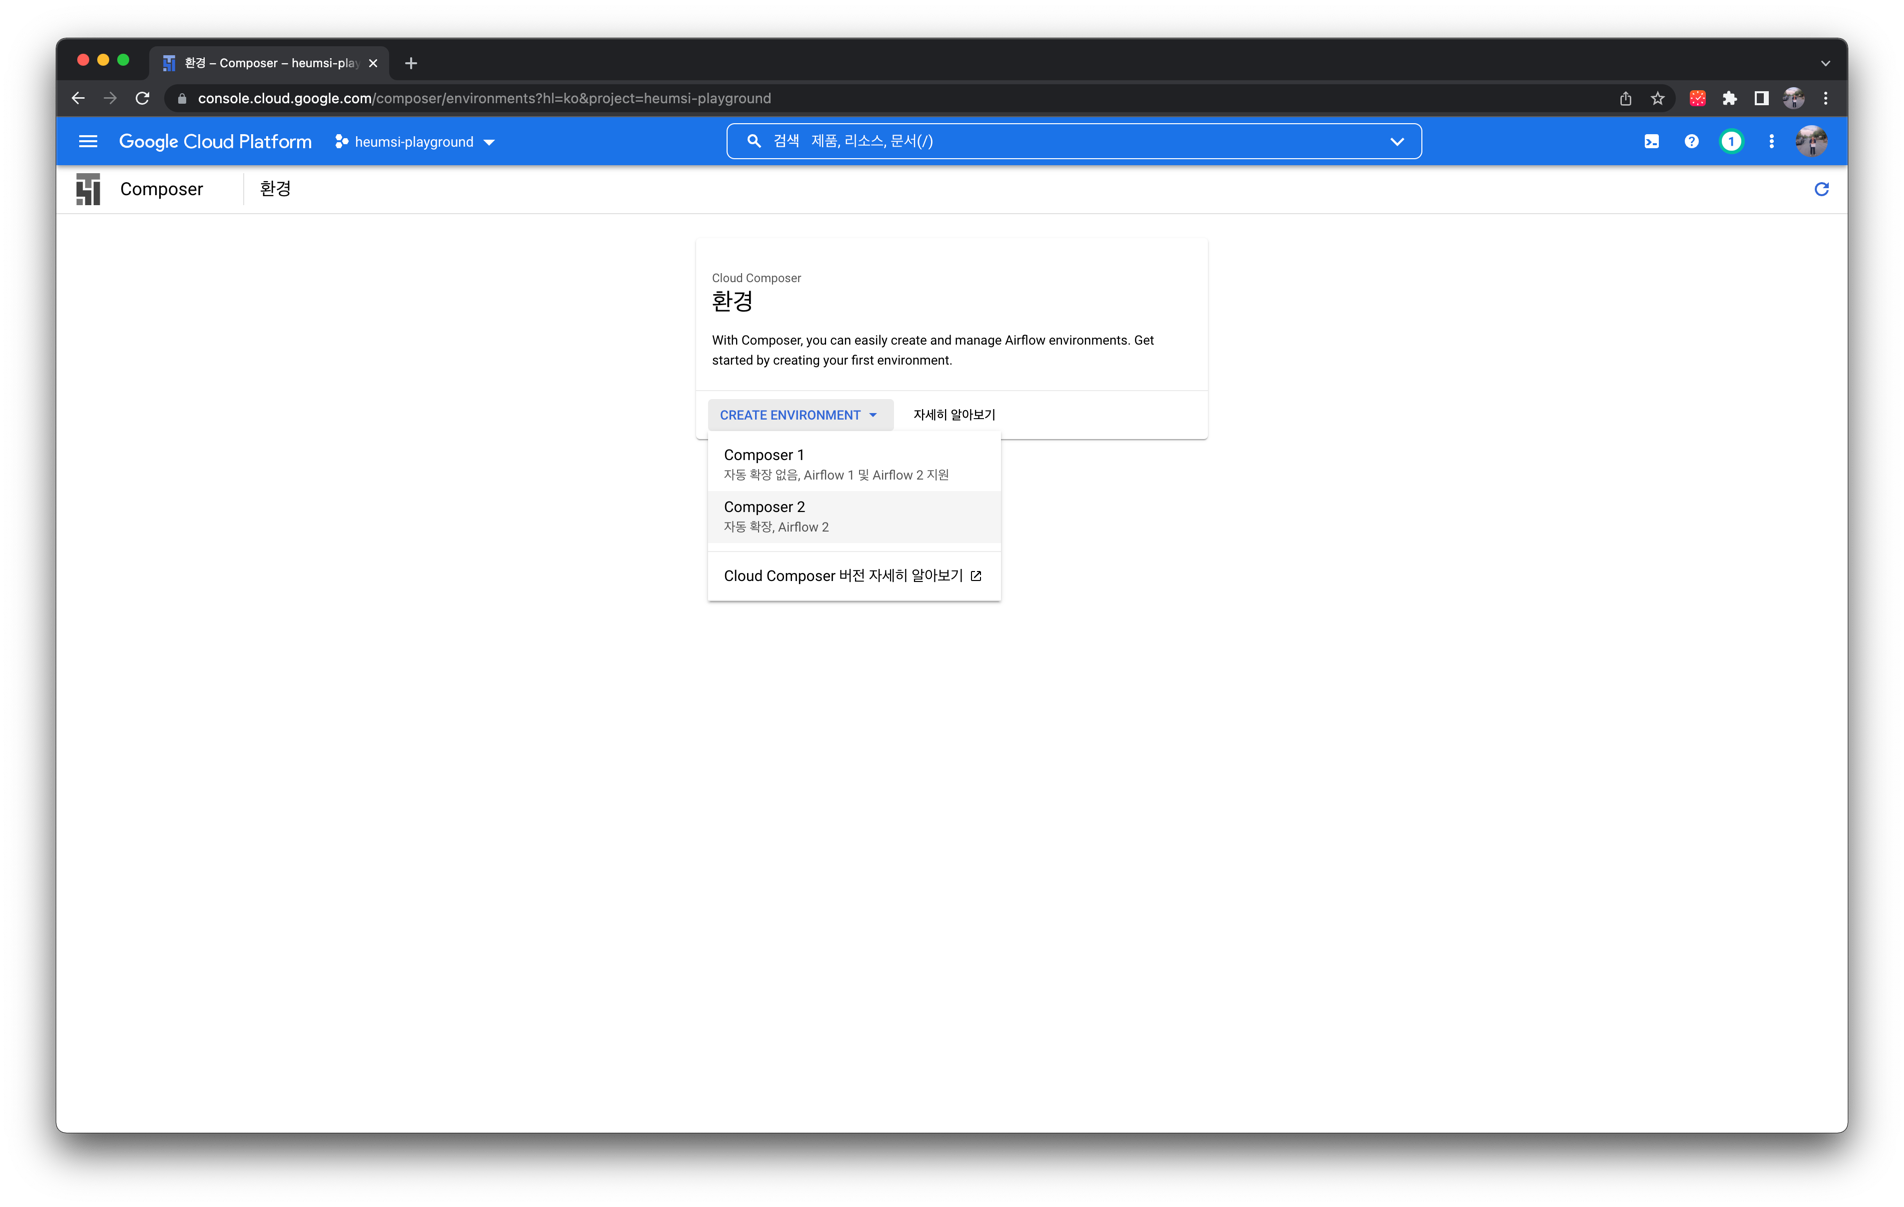 환경 – Composer – heumsi-play
console.cloud.google.com/composer/environments?hl=ko&project=heumsi-playground
Google Cloud Platform
heumsi-playground
검색 제품, 리소스, 문서(/)
1
Composer
환경
Cloud Composer
환경
With Composer, you can easily create and manage Airflow environments. Get
started by creating your first environment.
CREATE ENVIRONMENT
자세히 알아보기
Composer 1
자동 확장 없음, Airflow 1 및 Airflow 2 지원
Composer 2
자동 확장, Airflow 2
Cloud Composer 버전 자세히 알아보기